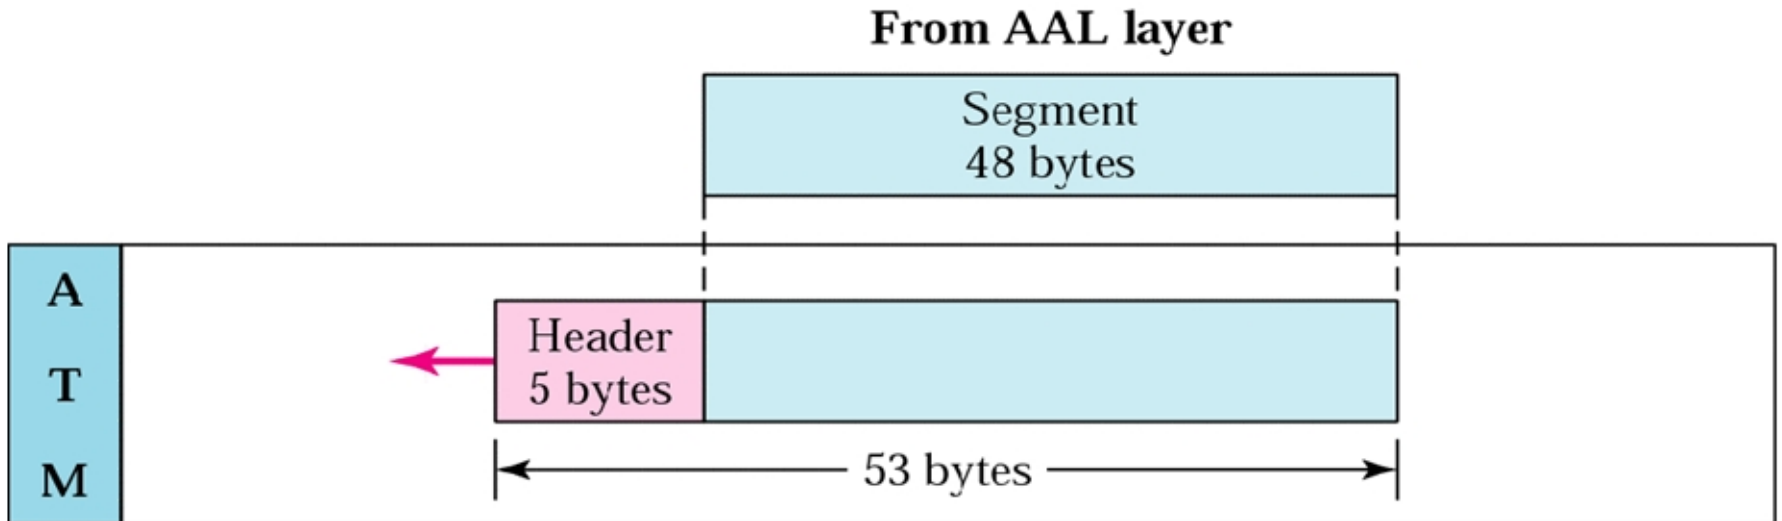 From AAL layer
Segment
48 bytes
A
T
M
Header
5 bytes
53 bytes